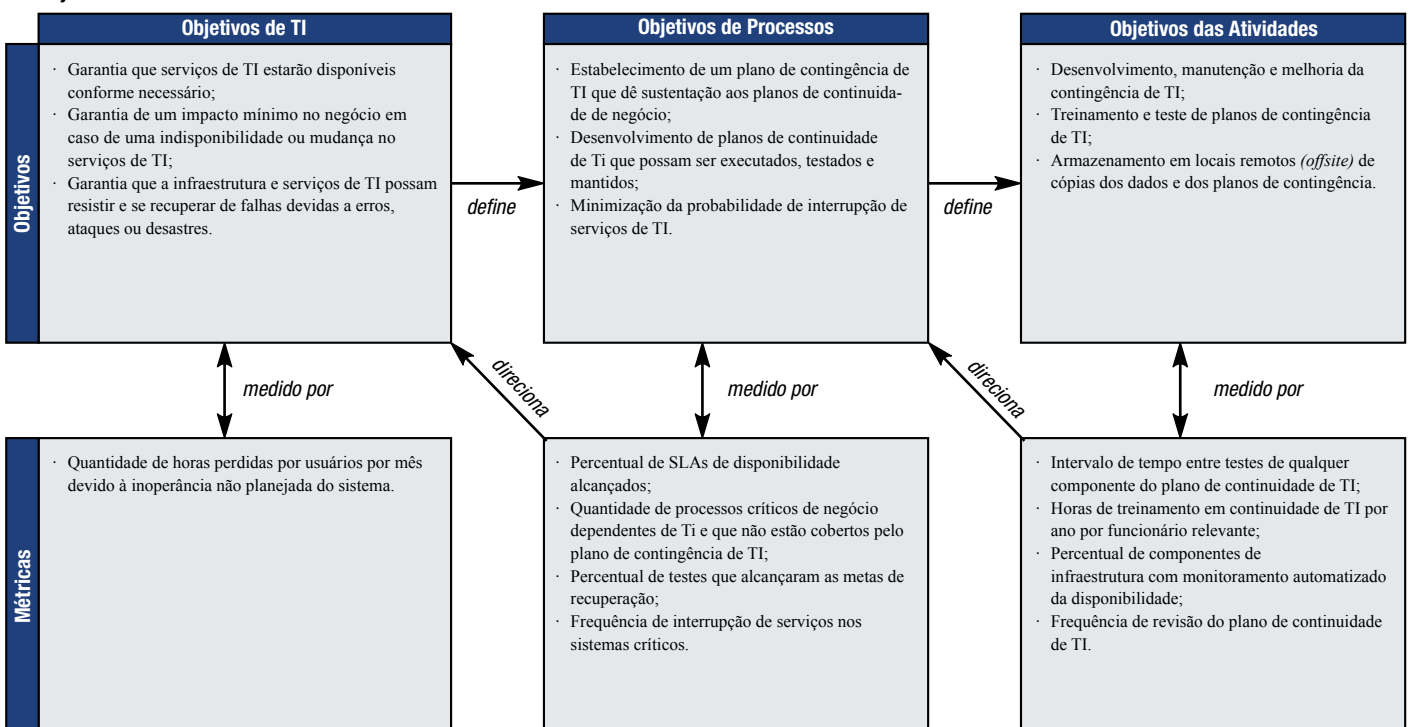 Objetivos de TI
Objetivos de Processos
Objetivos das Atividades
Objetivos
· Garantia que serviços de TI estarão disponíveis
conforme necessário;
· Garantia de um impacto mínimo no negócio em
caso de uma indisponibilidade ou mudança no
serviços de TI;
· Garantia que a infraestrutura e serviços de TI possam
resistir e se recuperar de falhas devidas a erros,
ataques ou desastres.
define
· Estabelecimento de um plano de contingência de
TI que dê sustentação aos planos de continuida-
de de negócio;
· Desenvolvimento de planos de continuidade
de Ti que possam ser executados, testados e
mantidos;
· Minimização da probabilidade de interrupção de
serviços de TI.
define
· Desenvolvimento, manutenção e melhoria da
contingência de TI;
· Treinamento e teste de planos de contingência
de TI;
· Armazenamento em locais remotos (offsite) de
cópias dos dados e dos planos de contingência.
medido por
direciona
medido por
direciona
medido por
Métricas
· Quantidade de horas perdidas por usuários por mês
devido à inoperância não planejada do sistema.
· Percentual de SLAs de disponibilidade
alcançados;
· Quantidade de processos críticos de negócio
dependentes de Ti e que não estão cobertos pelo
plano de contingência de TI;
· Percentual de testes que alcançaram as metas de
recuperação;
· Frequência de interrupção de serviços nos
sistemas críticos.
· Intervalo de tempo entre testes de qualquer
componente do plano de continuidade de TI;
· Horas de treinamento em continuidade de TI por
ano por funcionário relevante;
· Percentual de componentes de
infraestrutura com monitoramento automatizado
da disponibilidade;
· Frequência de revisão do plano de continuidade
de TI.